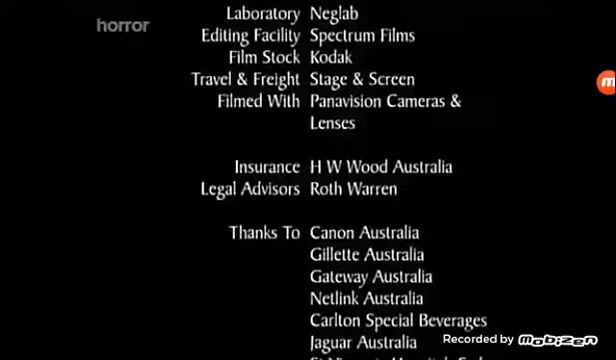 horror
Laboratory Neglab
Editing Facility Spectrum Films
Film Stock Kodak
Travel & Freight Stage & Screen
Filmed With Panavision Cameras &
Lenses
Insurance H W Wood Australia
Legal Advisors Roth Warren
Thanks To Canon Australia
Gillette Australia
Gateway Australia
Netlink Australia
Carlton Special Beverages
Jaguar Australia
Recorded by mobizen